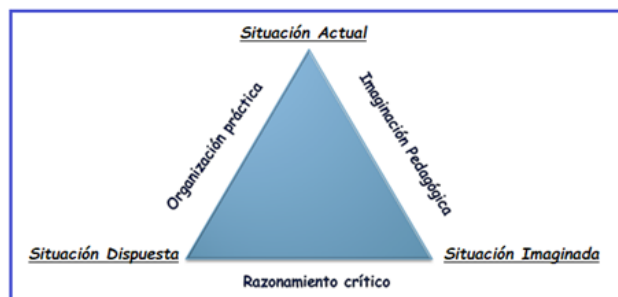 Situación Actual
Organización práctica
Imaginación Pedagógica
Situación Dispuesta
Situación Imaginada
Razonamiento crítico